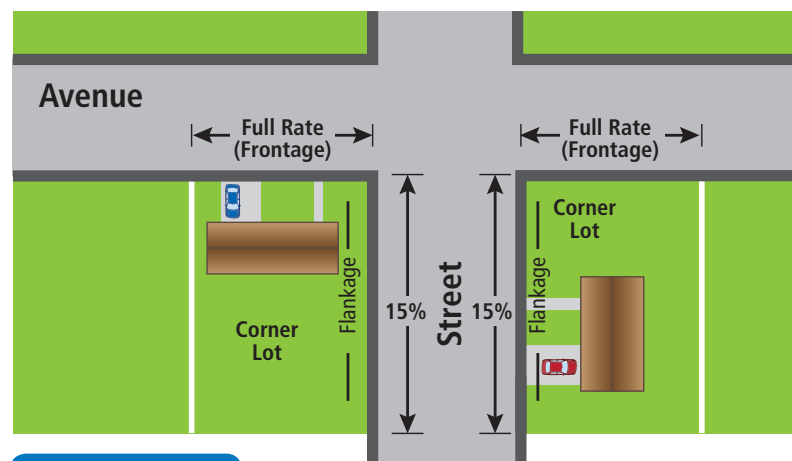 Avenue
Full Rate
(Frontage)
Full Rate
(Frontage)
Corner
Lot
Flankage
15%
Street
15%
Flankage
Corner
Lot